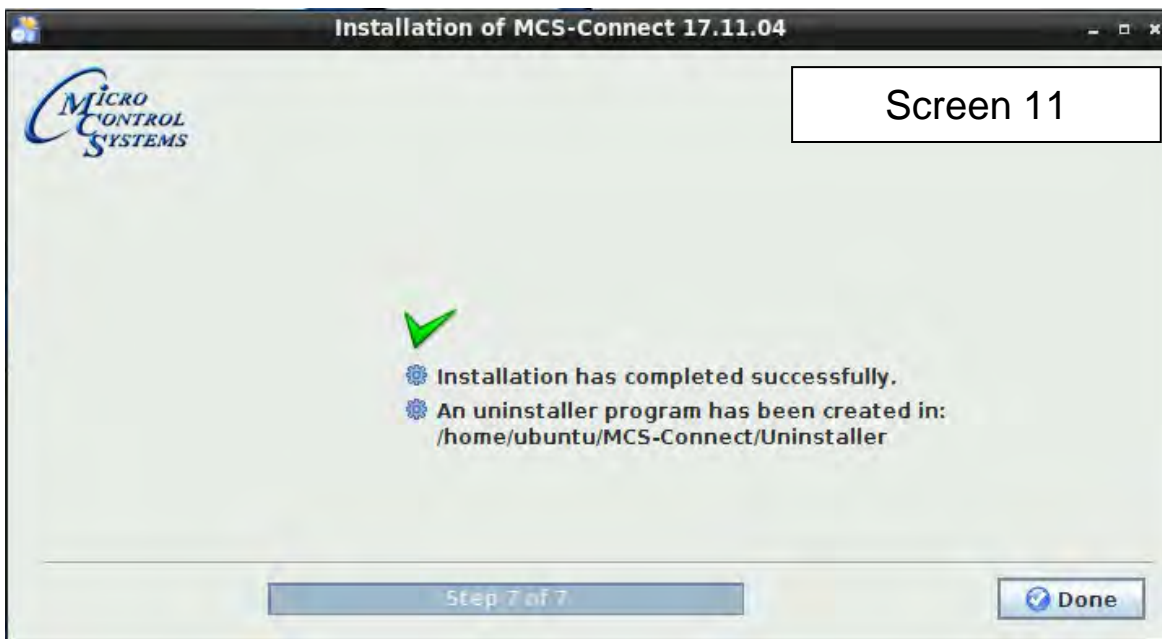 Installation of MCS-Connect 17.11.04
MICRO
CONTROL
SYSTEMS
Screen 11
Installation has completed successfully.
An uninstaller program has been created in:
/home/ubuntu/MCS-Connect/Uninstaller
Step 7 of 7
Done